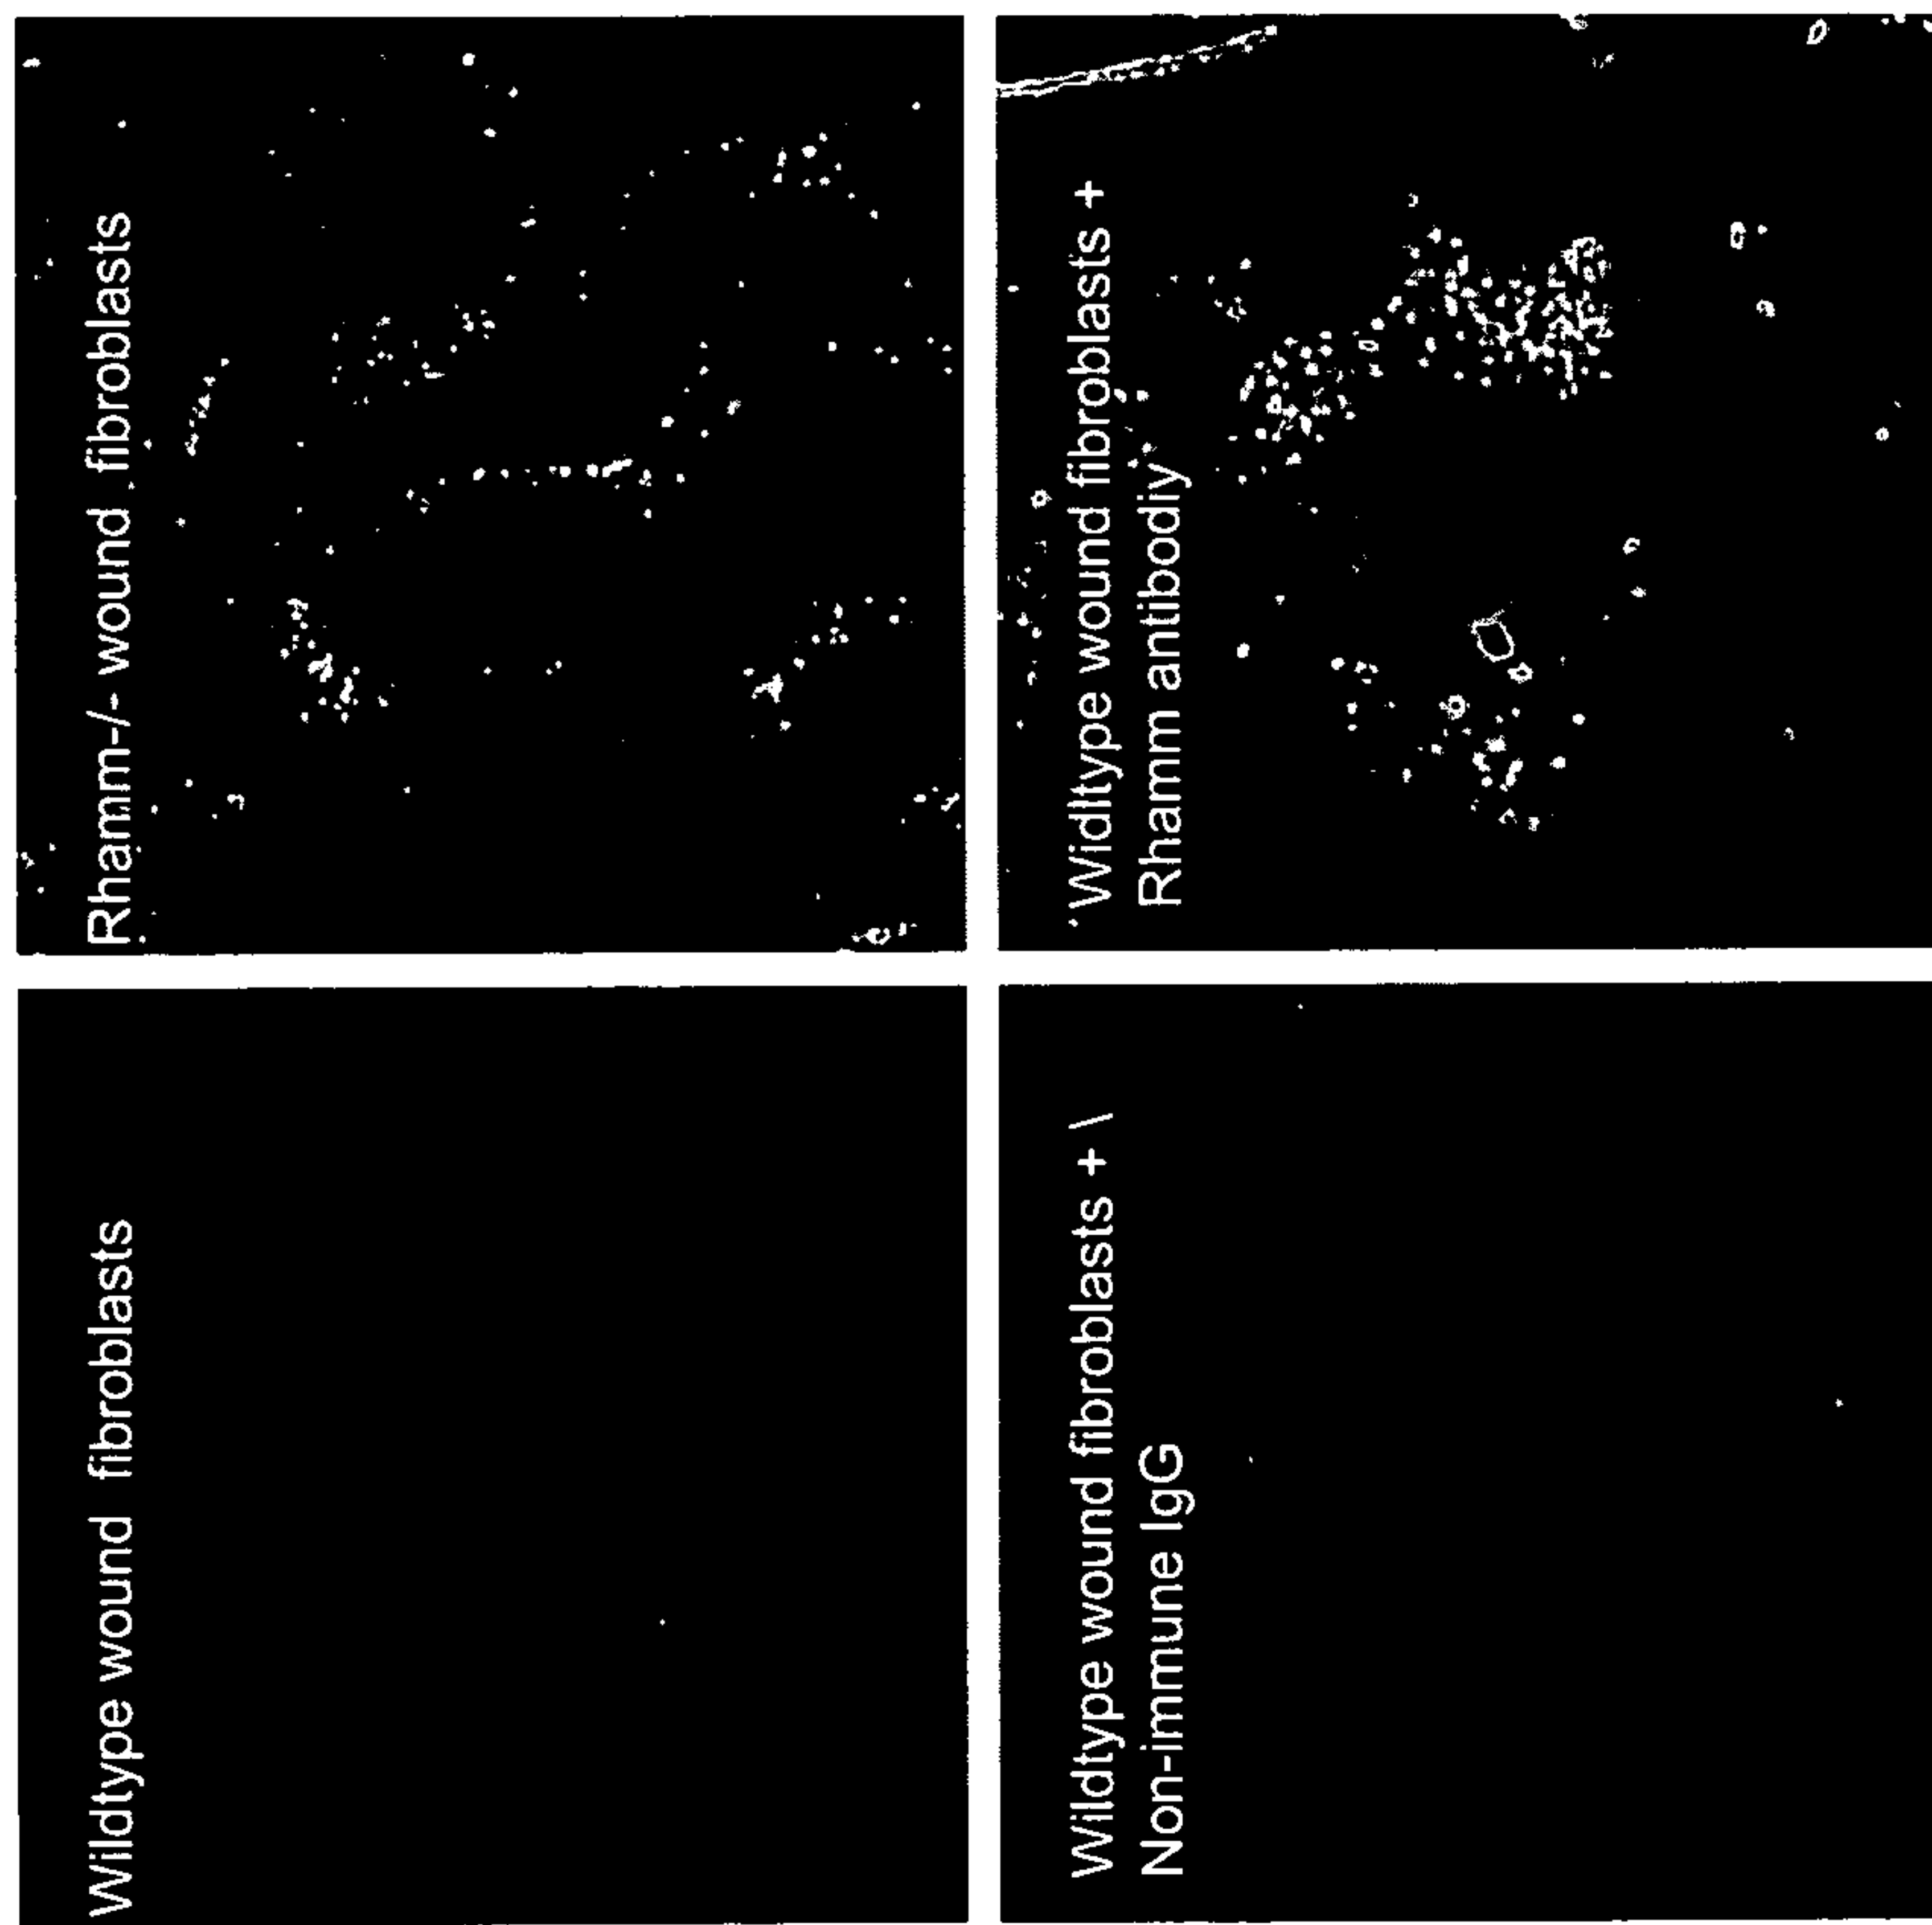 Wildtype wound fibroblasts
Rhamm-/- wound fibroblasts
Wildtype wound fibroblasts + \
Non-immune IgG
Widltype wound fibroblasts +
Rhamm antibodiy